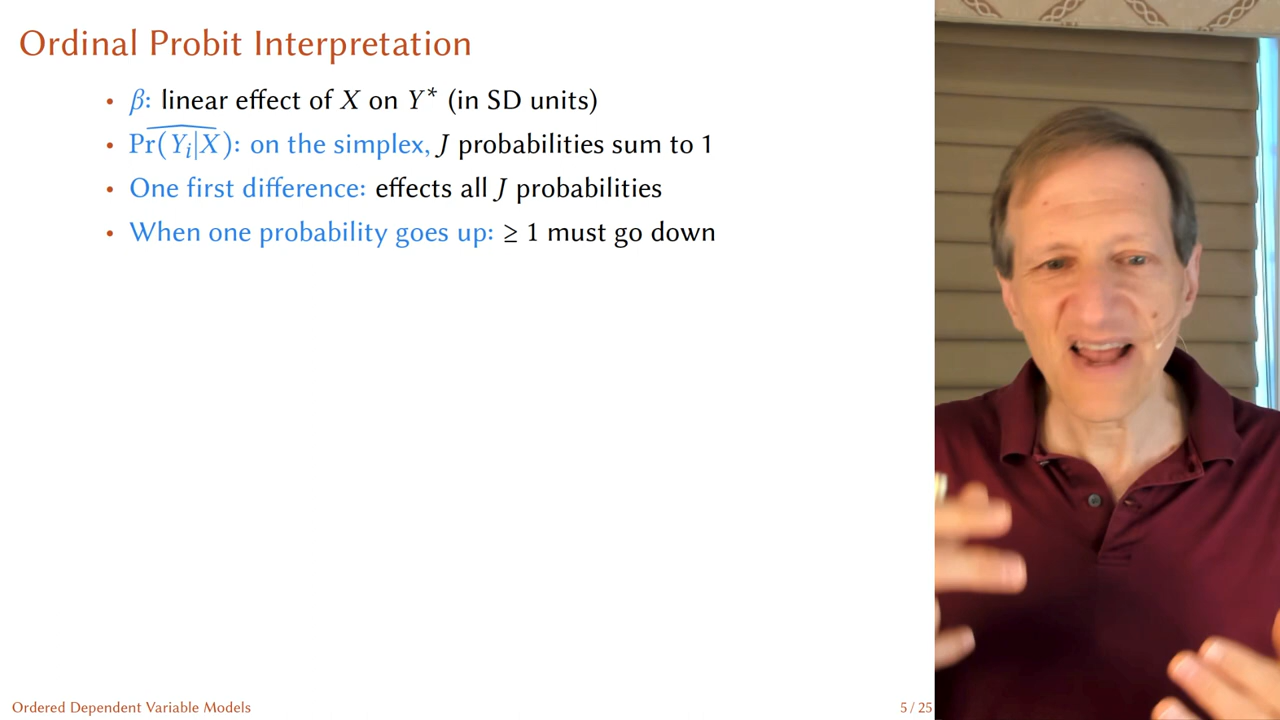 Ordinal Probit Interpretation
• β: linear effect of X on Y* (in SD units)
• \widehat{Pr(Y_i|X)}: on the simplex, J probabilities sum to 1
• One first difference: effects all J probabilities
• When one probability goes up: ≥ 1 must go down
Ordered Dependent Variable Models
5 / 25